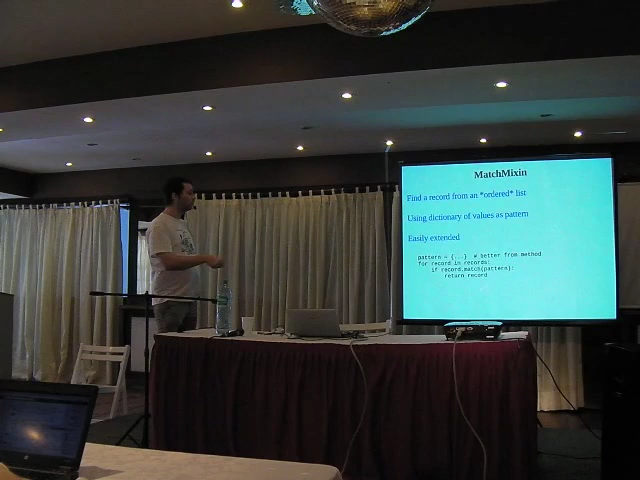 MatchMixin
Find a record from an *ordered* list
Using dictionary of values as pattern
Easily extended
pattern = {...}  # better from method
for record in records:
    if record.match(pattern):
        return record